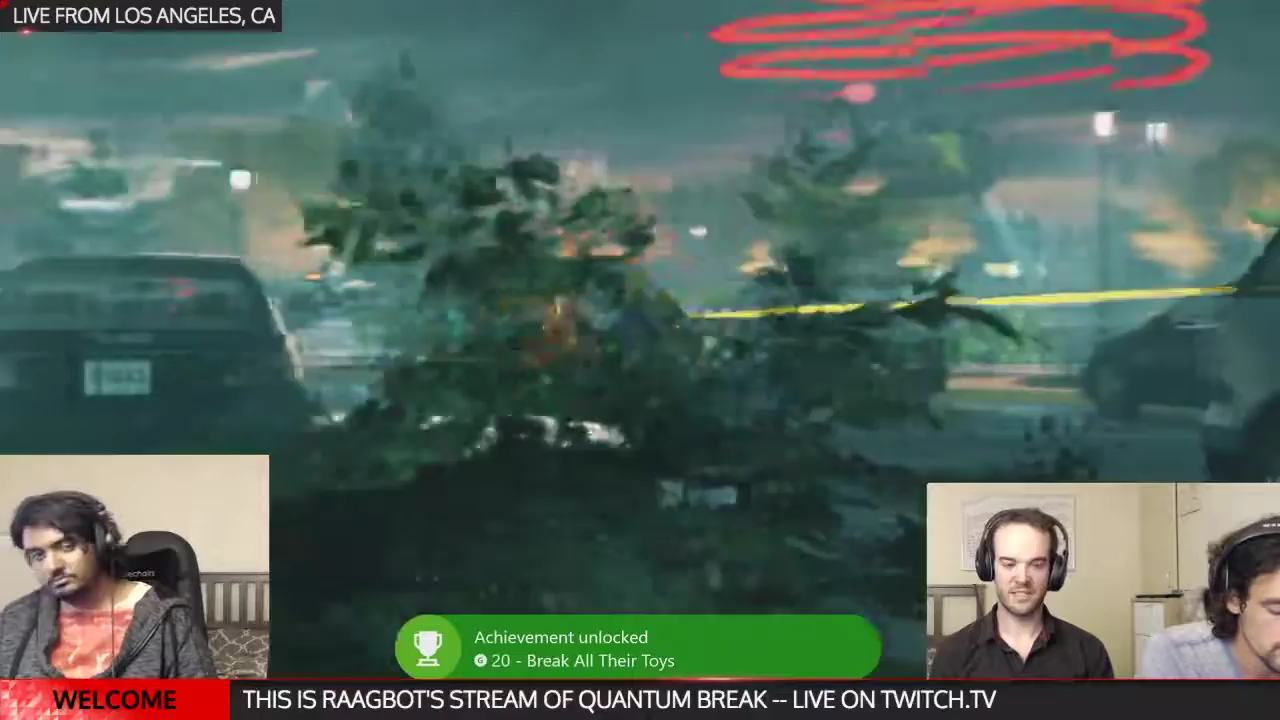 LIVE FROM LOS ANGELES, CA
Achievement unlocked
G 20 - Break All Their Toys
WELCOME
THIS IS RAAGBOT'S STREAM OF QUANTUM BREAK -- LIVE ON TWITCH.TV